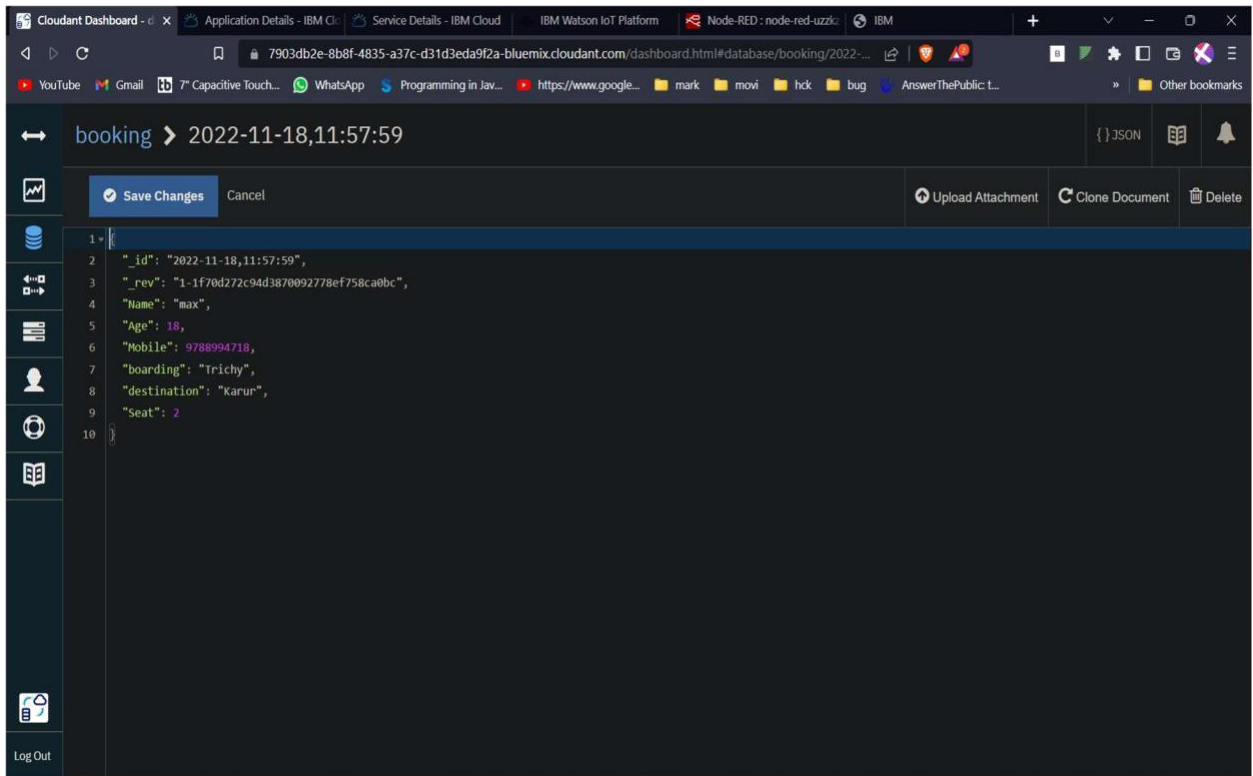 Cloudant Dashboard - d
Application Details - IBM Clo
Service Details - IBM Cloud
IBM Watson IoT Platform
Node-RED : node-red-uzzk
IBM
7903db2e-8b8f-4835-a37c-d31d3eda9f2a-bluemix.cloudant.com/dashboard.html#database/booking/2022-...
YouTube
Gmail
7" Capacitive Touch...
WhatsApp
Programming in Jav...
https://www.google...
mark
movi
hck
bug
AnswerThePublic: t...
»
Other bookmarks
booking > 2022-11-18,11:57:59
{ } JSON
Save Changes
Cancel
Upload Attachment
Clone Document
Delete
1 {
2 "_id": "2022-11-18,11:57:59",
3 "_rev": "1-1f70d272c94d3870092778ef758ca0bc",
4 "Name": "max",
5 "Age": 18,
6 "Mobile": 9788994718,
7 "boarding": "Trichy",
8 "destination": "Karur",
9 "Seat": 2
10 }
Log Out